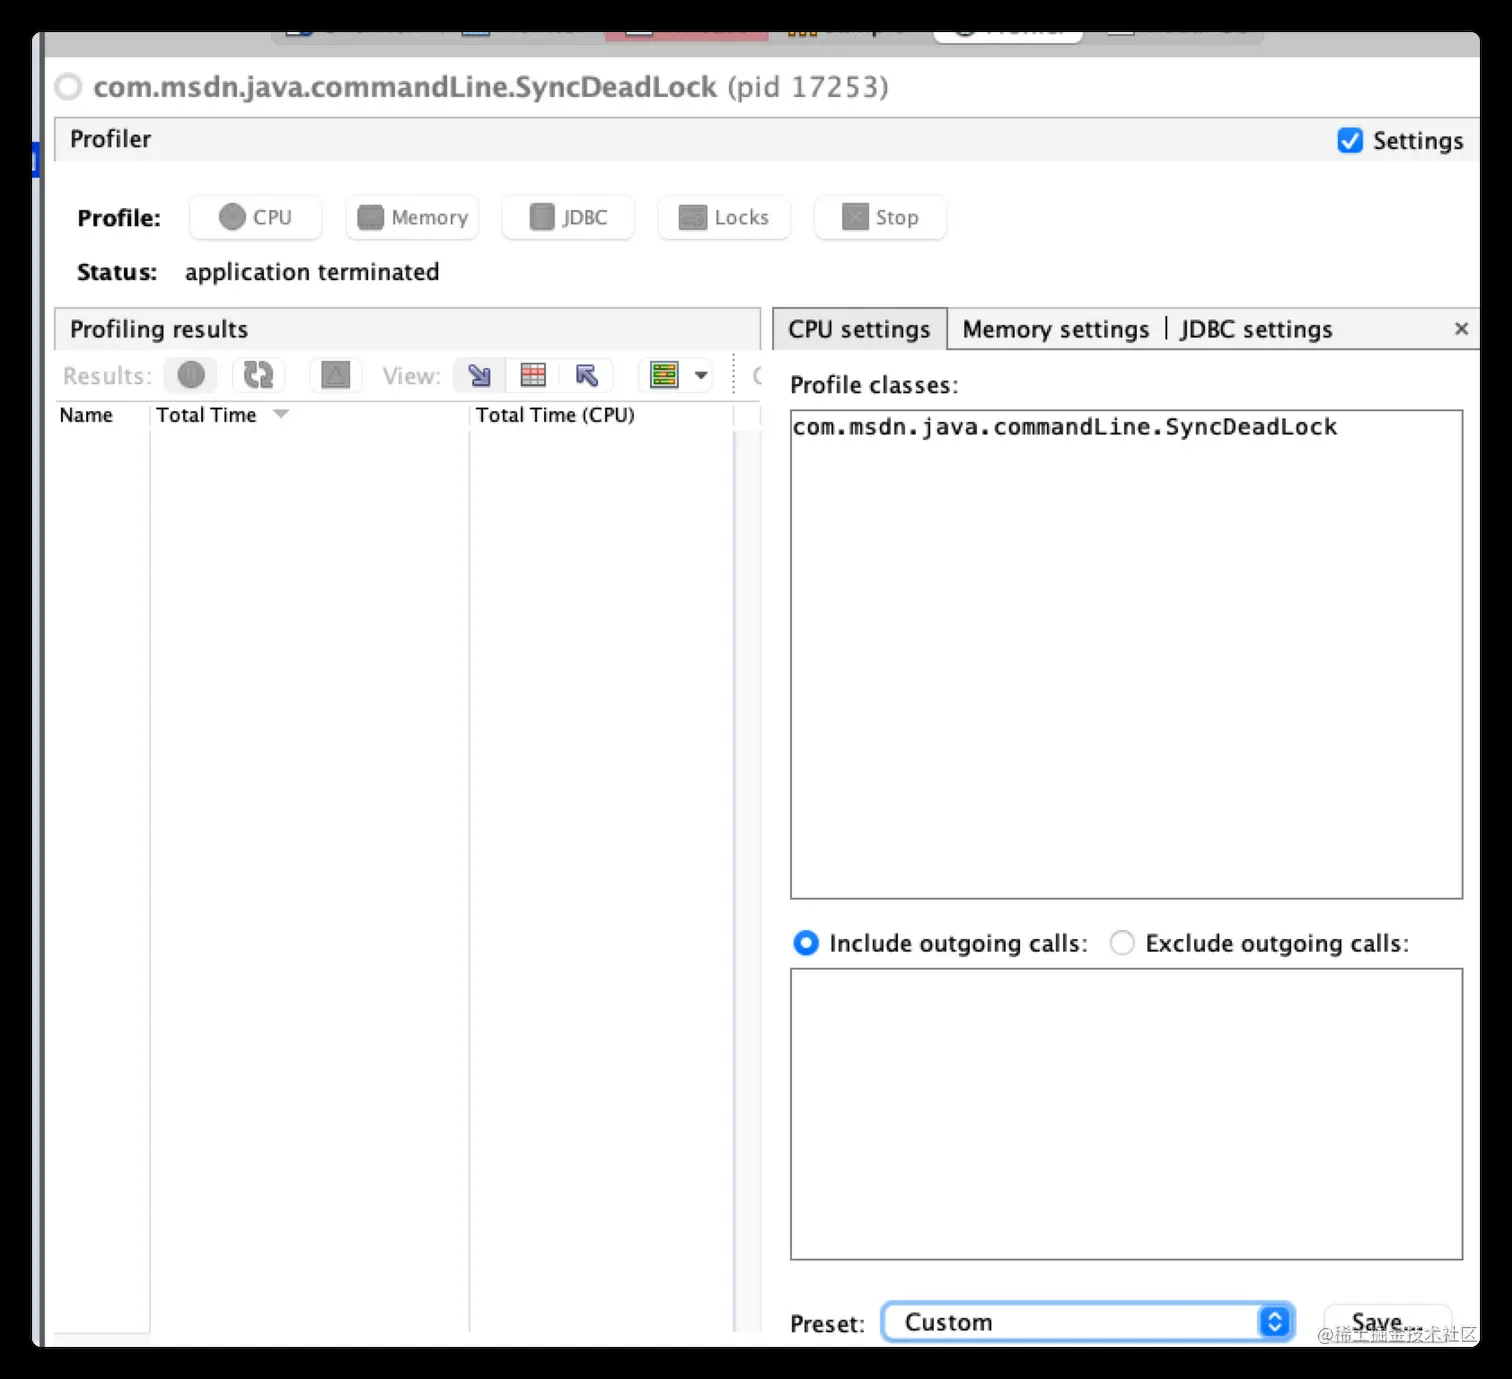 com.msdn.java.commandLine.SyncDeadLock (pid 17253)
Profiler
Settings
Profile: CPU Memory JDBC Locks Stop
Status: application terminated
Profiling results
CPU settings Memory settings JDBC settings
Results: View:
Name Total Time Total Time (CPU)
Profile classes:
com.msdn.java.commandLine.SyncDeadLock
Include outgoing calls: Exclude outgoing calls:
Preset: Custom Save...
@稀土掘金技术社区